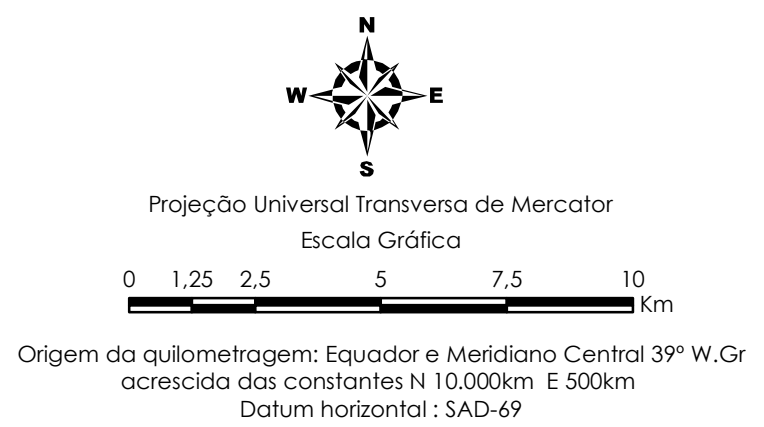 N
W E
S
Projeção Universal Transversa de Mercator
Escala Gráfica
0 1,25 2,5 5 7,5 10
Km
Origem da quilometragem: Equador e Meridiano Central 39º W.Gr
acrescida das constantes N 10.000km E 500km
Datum horizontal : SAD-69